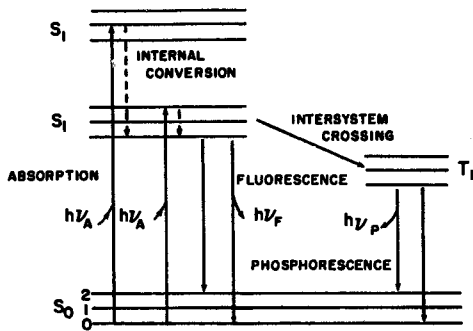 S1
INTERNAL
CONVERSION
S1
INTERSYSTEM
CROSSING
T1
ABSORPTION
FLUORESCENCE
hνA
hνA
hνF
hνP
PHOSPHORESCENCE
S0
2
1
0